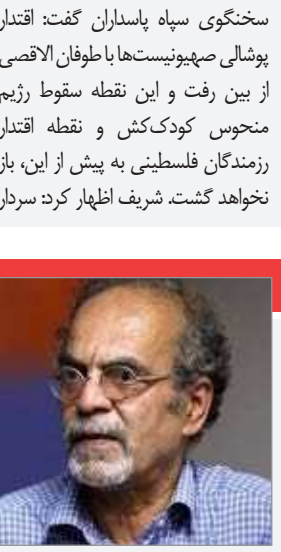 سخنگوی سپاه پاسداران گفت: اقتدار
پوشالی صهیونیست‌ها با طوفان الاقصی
از بین رفت و این نقطه سقوط رژیم
منحوس کودک‌کش و نقطه اقتدار
رزمندگان فلسطینی به پیش از این، باز
نخواهد گشت. شریف اظهار کرد: سردار